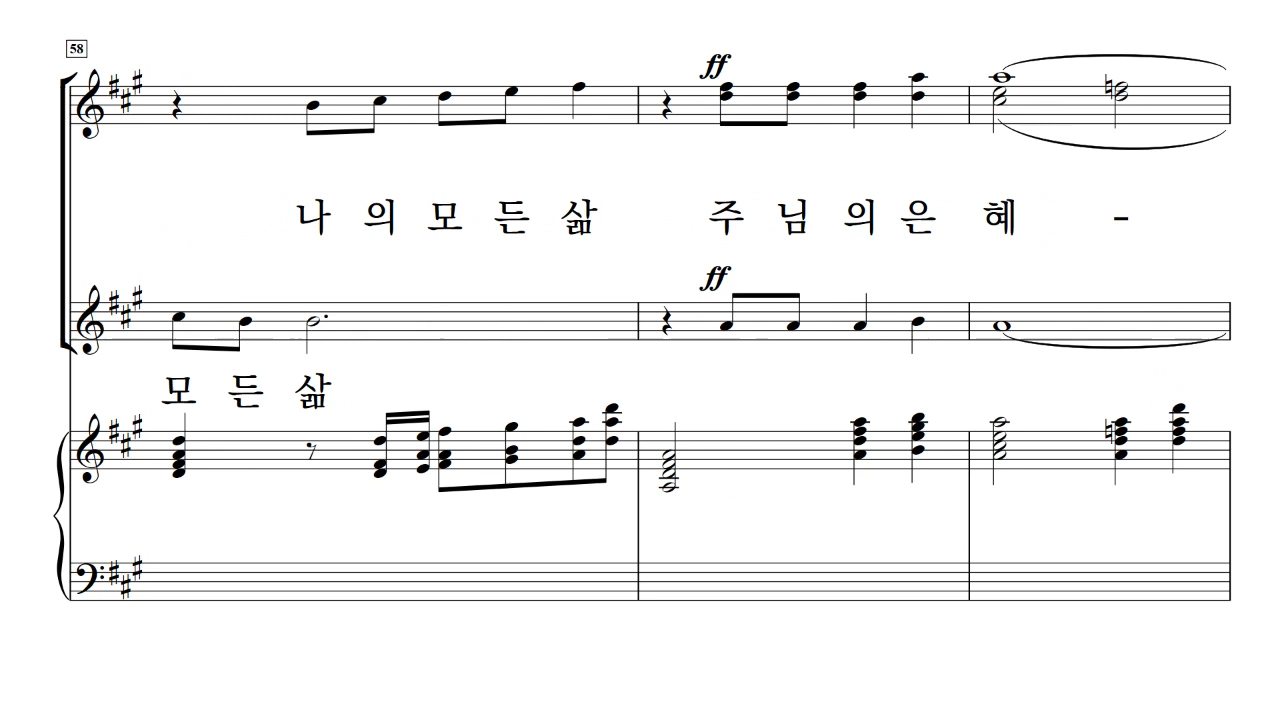 58
ff
나 의 모 든 삶 주 님 의 은 혜 -
ff
모 든 삶